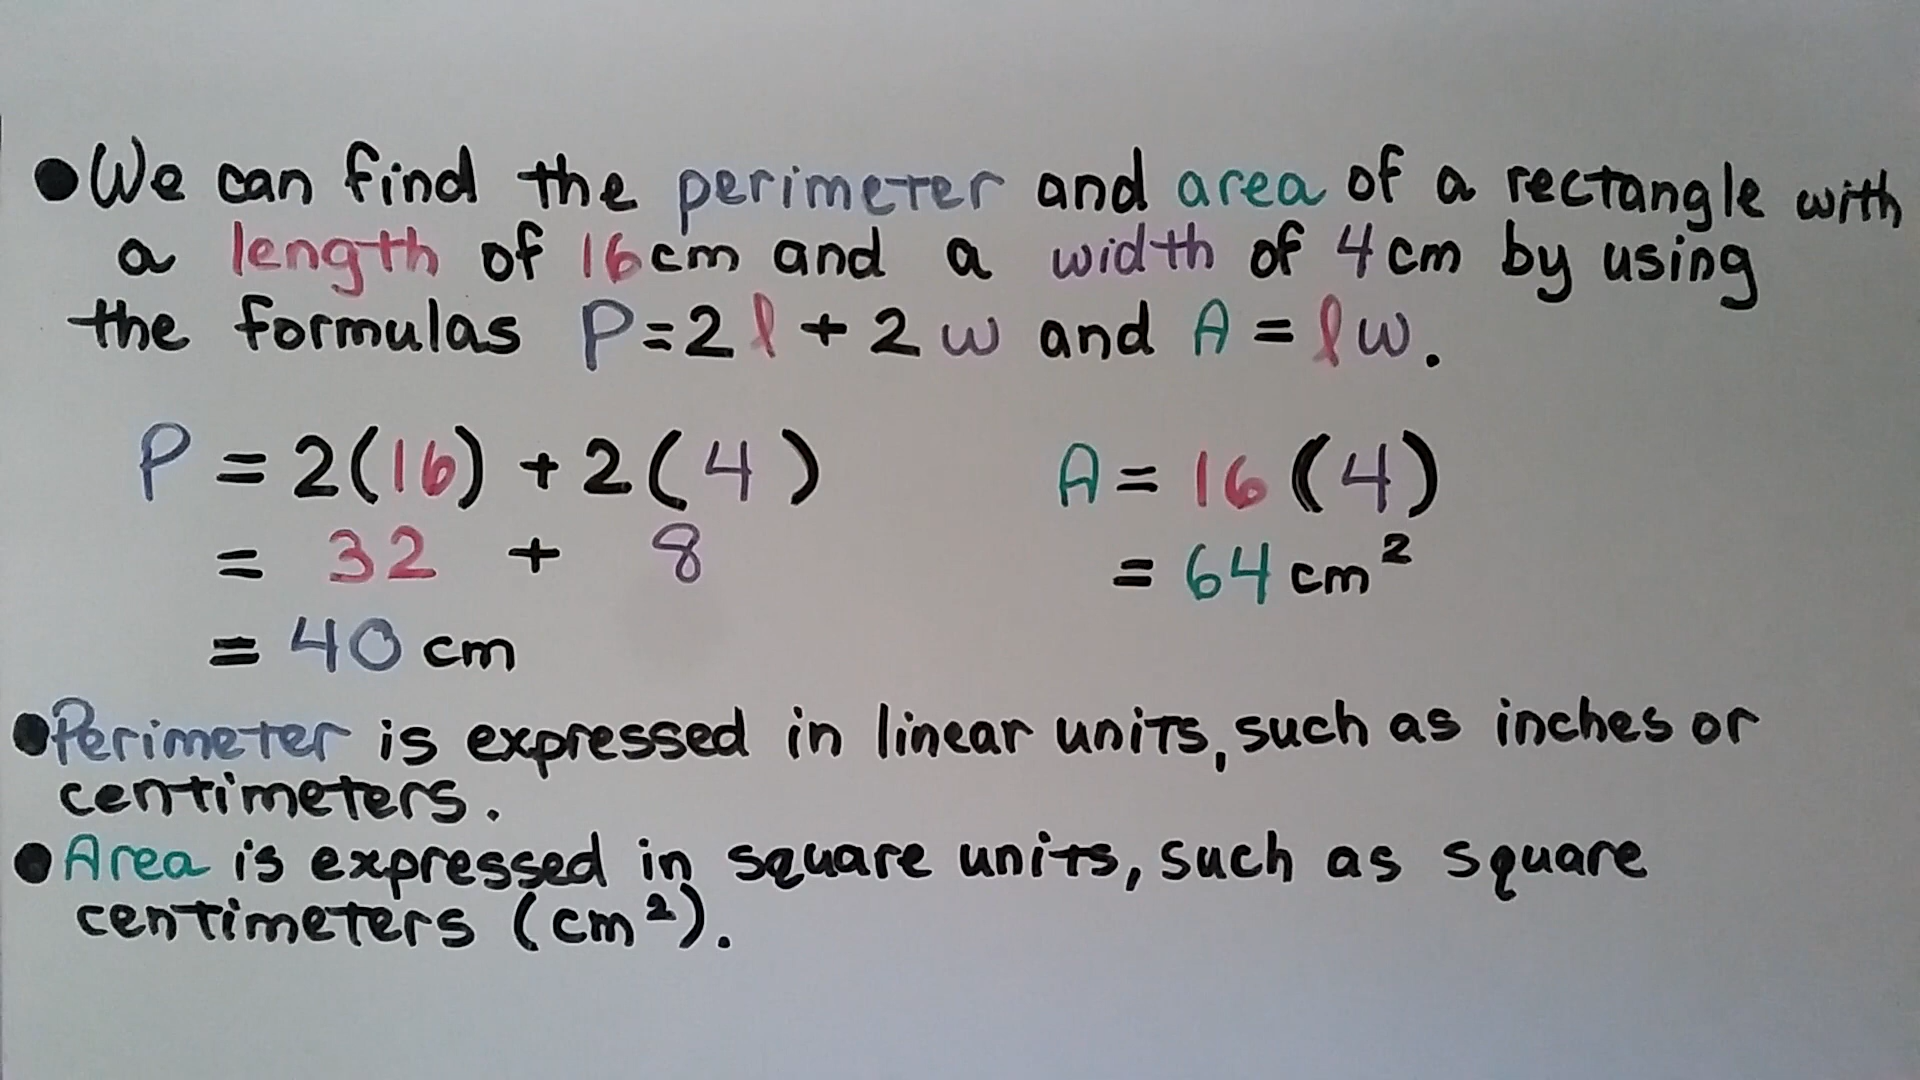 ●We can find the perimeter and area of a rectangle with
a length of 16cm and a width of 4cm by using
the formulas P=2l+2w and A=lw.
P=2(16)+2(4) A=16(4)
= 32 + 8 = 64cm²
= 40cm
●Perimeter is expressed in linear units, such as inches or
centimeters.
●Area is expressed in square units, such as square
centimeters (cm²).